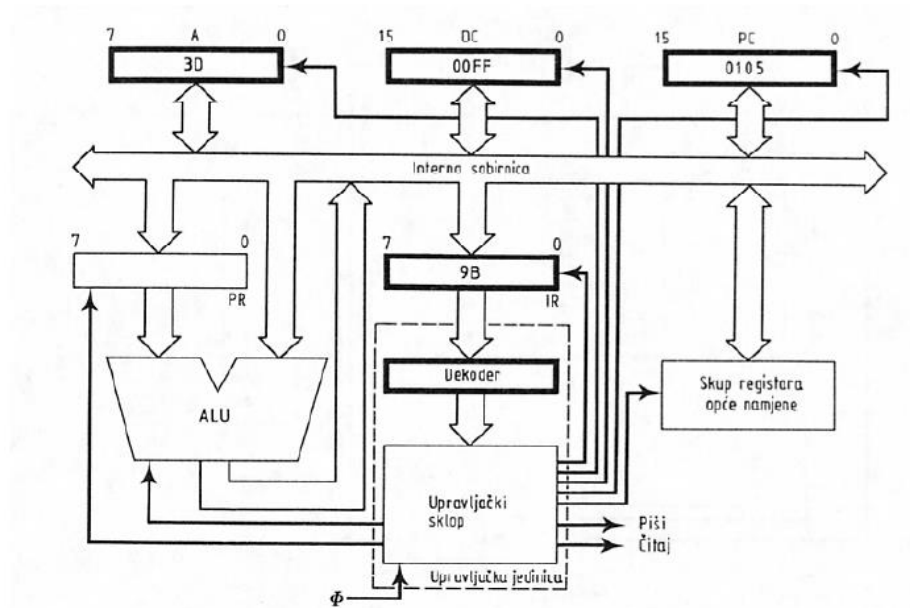 7 A 0
15 DC 0
15 PC 0
3D
00FF
0105
Interna sabirnica
7 0
7 0
9B
PR
IR
Dekoder
Skup registara
opće namjene
ALU
Upravljački
sklop
Piši
Čitaj
Upravljačka jedinica
Φ